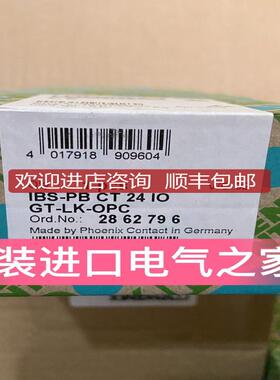 4 017918 909604
欢迎进店咨询 顺丰包邮
IBS-PB CT 24 IO
GT-LK-OPC
Ord.No.: 28 62 79 6
Made by Phoenix Contact in Germany
装进口电气之家